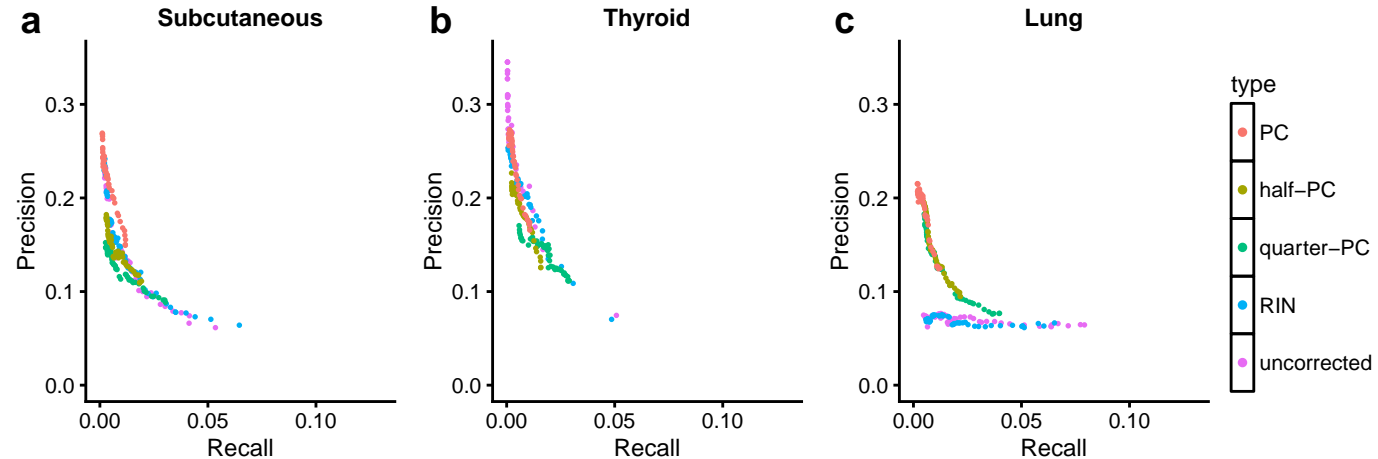 a Subcutaneous
0.3
0.2
0.1
0.0
Precision
0.00 0.05 0.10
Recall
b Thyroid
0.3
0.2
0.1
0.0
Precision
0.00 0.05 0.10
Recall
c Lung
0.3
0.2
0.1
0.0
Precision
0.00 0.05 0.10
Recall
type
PC
half−PC
quarter−PC
RIN
uncorrected